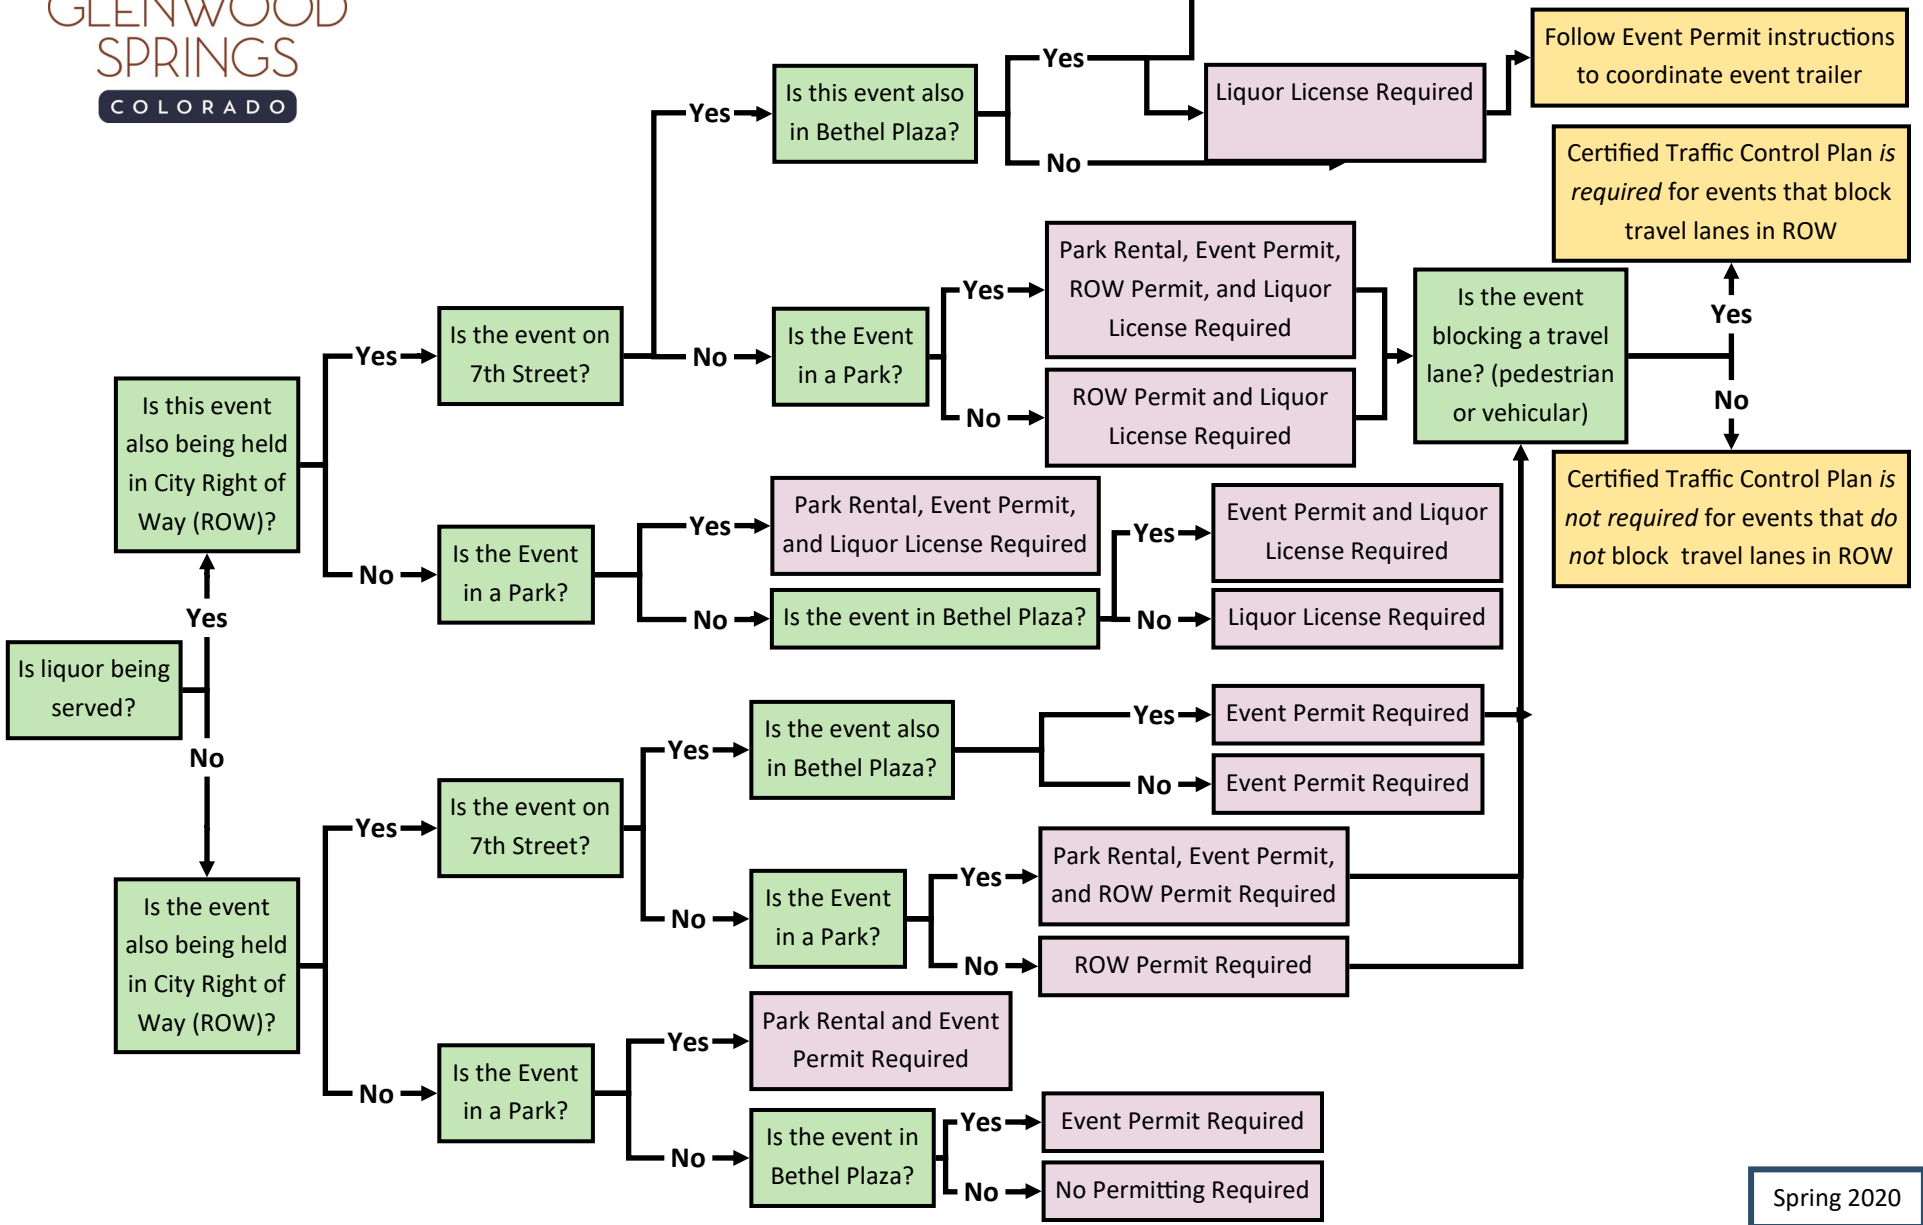 GLENWOOD
SPRINGS
COLORADO
Yes
Is this event also
in Bethel Plaza?
Yes
Liquor License Required
No
Follow Event Permit instructions
to coordinate event trailer
Certified Traffic Control Plan is
required for events that block
travel lanes in ROW
Yes
Is the event on
7th Street?
No
Is the Event
in a Park?
Yes
Park Rental, Event Permit,
ROW Permit, and Liquor
License Required
No
ROW Permit and Liquor
License Required
Is the event
blocking a travel
lane? (pedestrian
or vehicular)
Yes
No
Certified Traffic Control Plan is
not required for events that do
not block travel lanes in ROW
Is this event
also being held
in City Right of
Way (ROW)?
No
Is the Event
in a Park?
Yes
Park Rental, Event Permit,
and Liquor License Required
No
Is the event in Bethel Plaza?
Yes
Event Permit and Liquor
License Required
No
Liquor License Required
Yes
Is liquor being
served?
No
Is the event
also being held
in City Right of
Way (ROW)?
Yes
Is the event on
7th Street?
Yes
Is the event also
in Bethel Plaza?
Yes
Event Permit Required
No
Event Permit Required
No
Is the Event
in a Park?
Yes
Park Rental, Event Permit,
and ROW Permit Required
No
ROW Permit Required
No
Is the Event
in a Park?
Yes
Park Rental and Event
Permit Required
No
Is the event in
Bethel Plaza?
Yes
Event Permit Required
No
No Permitting Required
Spring 2020